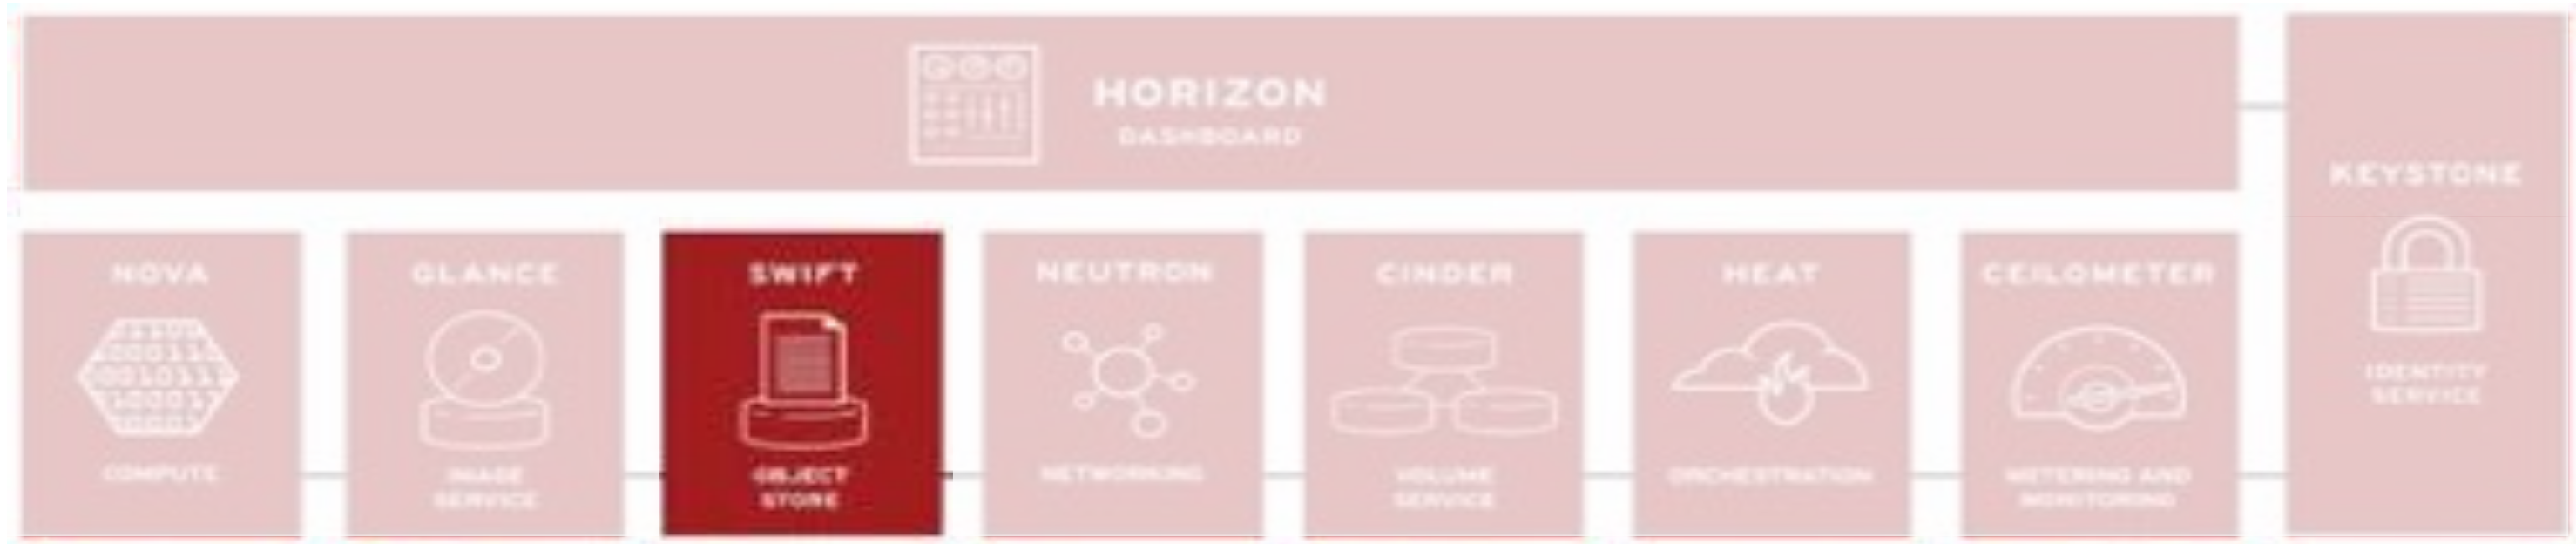 HORIZON
DASHBOARD
KEYSTONE
IDENTITY
SERVICE
NOVA
COMPUTE
GLANCE
IMAGE
SERVICE
SWIFT
OBJECT
STORE
NEUTRON
NETWORKING
CINDER
VOLUME
SERVICE
HEAT
ORCHESTRATION
CEILOMETER
METERING AND
MONITORING